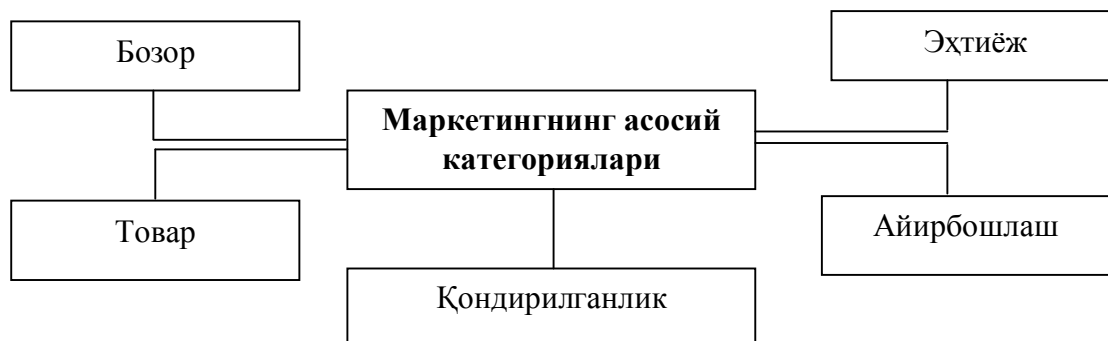 Бозор
Эҳтиёж
Маркетингнинг асосий
категориялари
Товар
Айирбошлаш
Қондирилганлик